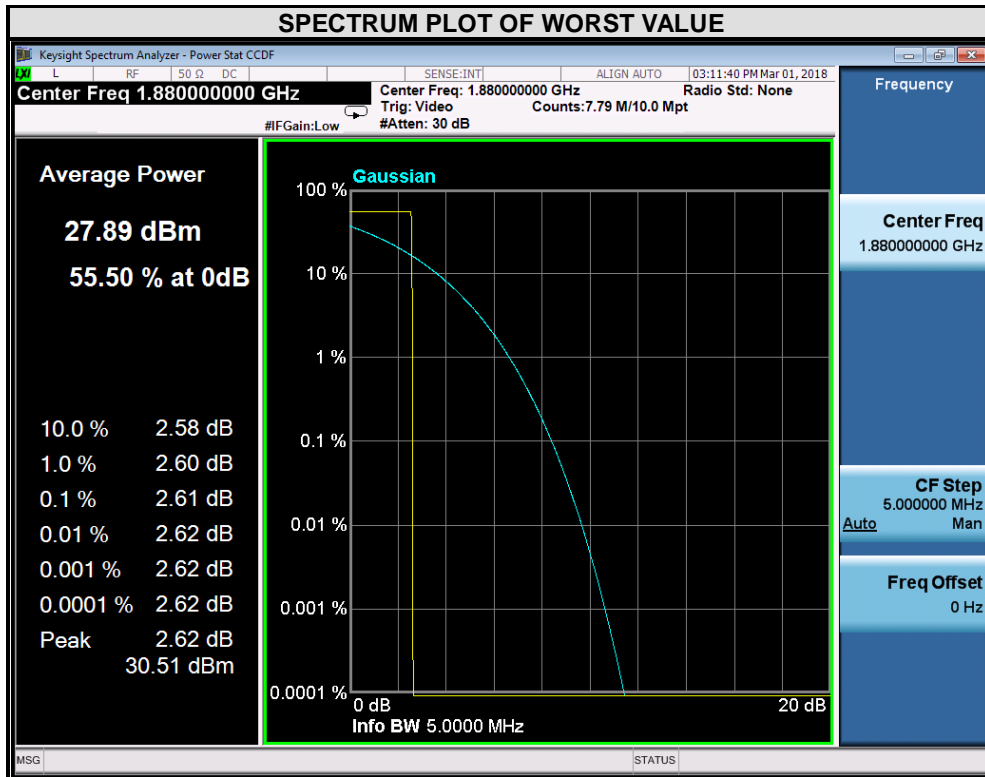 SPECTRUM PLOT OF WORST VALUE
Keysight Spectrum Analyzer - Power Stat CCDF
LXI L RF 50 Ω DC SENSE:INT ALIGN AUTO 03:11:40 PM Mar 01, 2018
Center Freq 1.880000000 GHz
Center Freq: 1.880000000 GHz Radio Std: None
Trig: Video Counts:7.79 M/10.0 Mpt
#IFGain:Low #Atten: 30 dB
Frequency
Average Power
27.89 dBm
55.50 % at 0dB
10.0 % 2.58 dB
1.0 % 2.60 dB
0.1 % 2.61 dB
0.01 % 2.62 dB
0.001 % 2.62 dB
0.0001 % 2.62 dB
Peak 2.62 dB
30.51 dBm
Gaussian
100 %
10 %
1 %
0.1 %
0.01 %
0.001 %
0.0001 %
0 dB 20 dB
Info BW 5.0000 MHz
Center Freq
1.880000000 GHz
CF Step
5.000000 MHz
Auto Man
Freq Offset
0 Hz
MSG STATUS